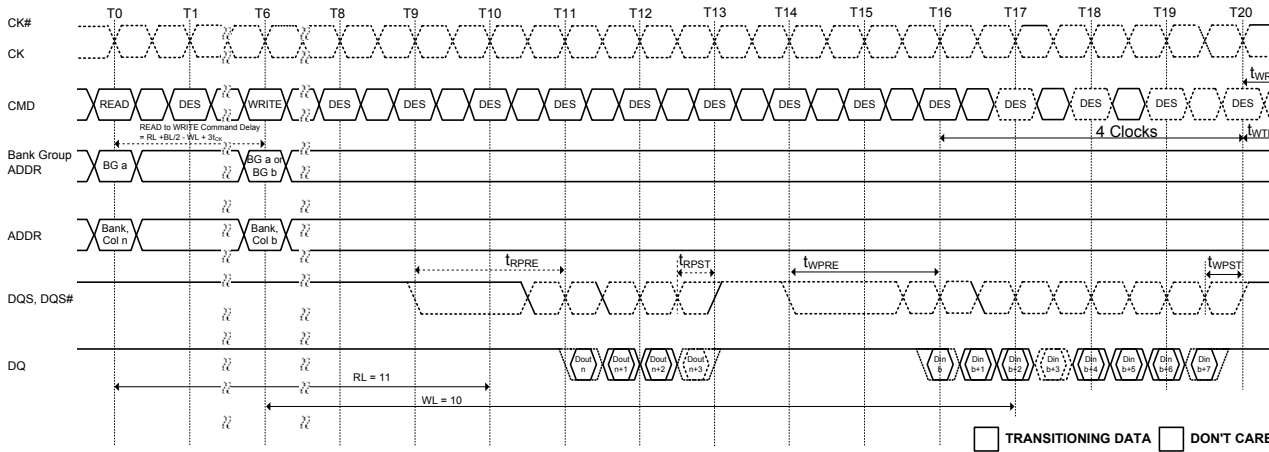 T0 T1 T6 T8 T9 T10 T11 T12 T13 T14 T15 T16 T17 T18 T19 T20
CK#
CK
t WR
CMD READ DES WRITE DES DES DES DES DES DES DES DES DES DES DES DES DES
READ to WRITE Command Delay
= RL +BL/2 - WL + 3tCK
4 Clocks
Bank Group
ADDR
BG a
BG a or
BG b
ADDR
Bank,
Col n
Bank,
Col b
tRPRE tRPST tWPRE tWPST
DQS, DQS#
DQ
Dout
n
Dout
n+1
Dout
n+2
Dout
n+3
Din
b
Din
b+1
Din
b+2
Din
b+3
Din
b+4
Din
b+5
Din
b+6
Din
b+7
RL = 11
WL = 10
TRANSITIONING DATA DON'T CARE